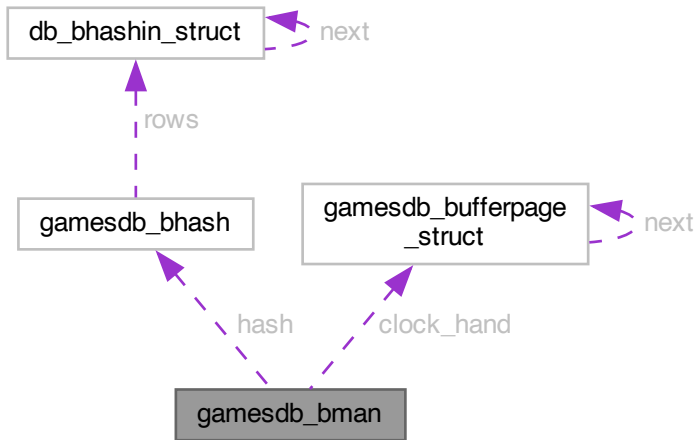 db_bhashin_struct
next
rows
gamesdb_bhash
gamesdb_bufferpage
_struct
next
hash
clock_hand
gamesdb_bman